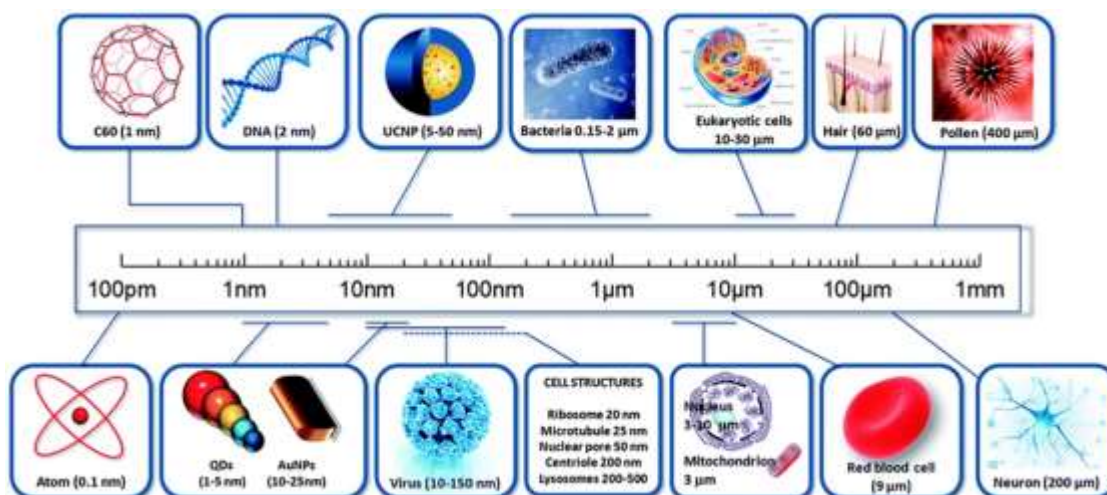 C60 (1 nm)
DNA (2 nm)
UCNP (5-50 nm)
Bacteria 0.15-2 µm
Eukaryotic cells
10-30 µm
Hair (60 µm)
Pollen (400 µm)
100pm
1nm
10nm
100nm
1µm
10µm
100µm
1mm
Atom (0.1 nm)
QDs
(1-5 nm)
AuNPs
(10-25nm)
Virus (10-150 nm)
CELL STRUCTURES
Ribosome 20 nm
Microtubule 25 nm
Nuclear pore 50 nm
Centriole 200 nm
Lysosomes 200-500
Nucleus
3-10 µm
Mitochondrion
3 µm
Red blood cell
(9 µm)
Neuron (200 µm)